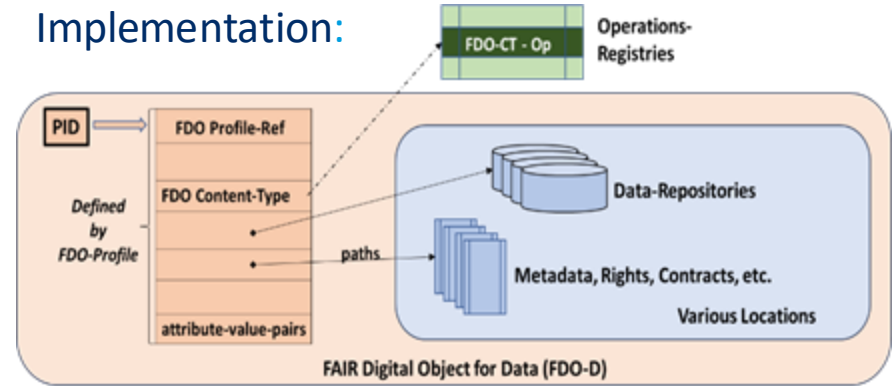 Implementation:
FDO-CT - Op
Operations-
Registries
PID
FDO Profile-Ref
FDO Content-Type
Defined
by
FDO-Profile
paths
attribute-value-pairs
Data-Repositories
Metadata, Rights, Contracts, etc.
Various Locations
FAIR Digital Object for Data (FDO-D)